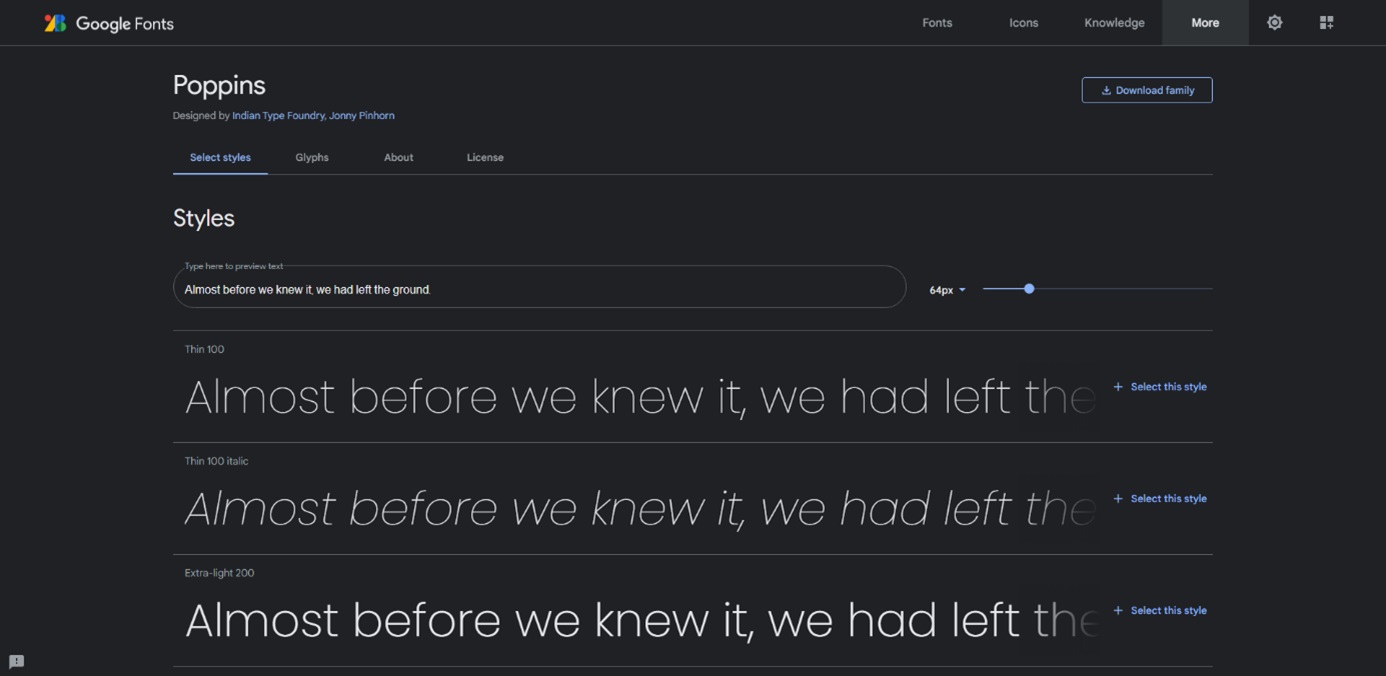 Google Fonts
Fonts Icons Knowledge More
Poppins
Download family
Designed by Indian Type Foundry, Jonny Pinhorn
Select styles Glyphs About License
Styles
Type here to preview text
Almost before we knew it, we had left the ground.
64px
Thin 100
Almost before we knew it, we had left the
+ Select this style
Thin 100 italic
Almost before we knew it, we had left the
+ Select this style
Extra-light 200
Almost before we knew it, we had left the
+ Select this style